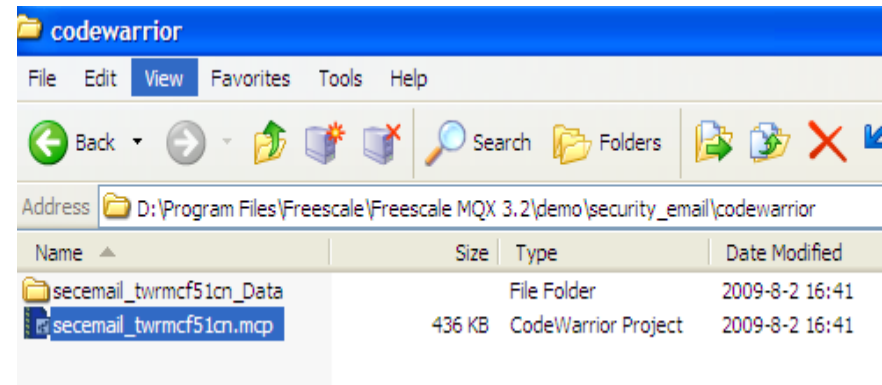 codewarrior
File Edit View Favorites Tools Help
Back Search Folders
Address D:\Program Files\Freescale\Freescale MQX 3.2\demo\security_email\codewarrior
Name Size Type Date Modified
secemail_twrmcf51cn_Data File Folder 2009-8-2 16:41
secemail_twrmcf51cn.mcp 436 KB CodeWarrior Project 2009-8-2 16:41